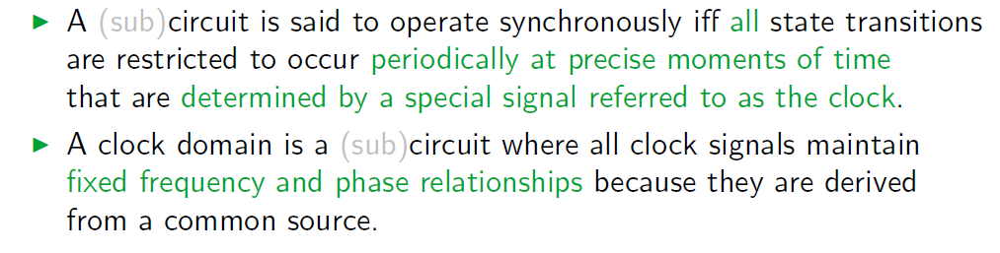 ▶ A (sub)circuit is said to operate synchronously iff all state transitions
are restricted to occur periodically at precise moments of time
that are determined by a special signal referred to as the clock.
▶ A clock domain is a (sub)circuit where all clock signals maintain
fixed frequency and phase relationships because they are derived
from a common source.